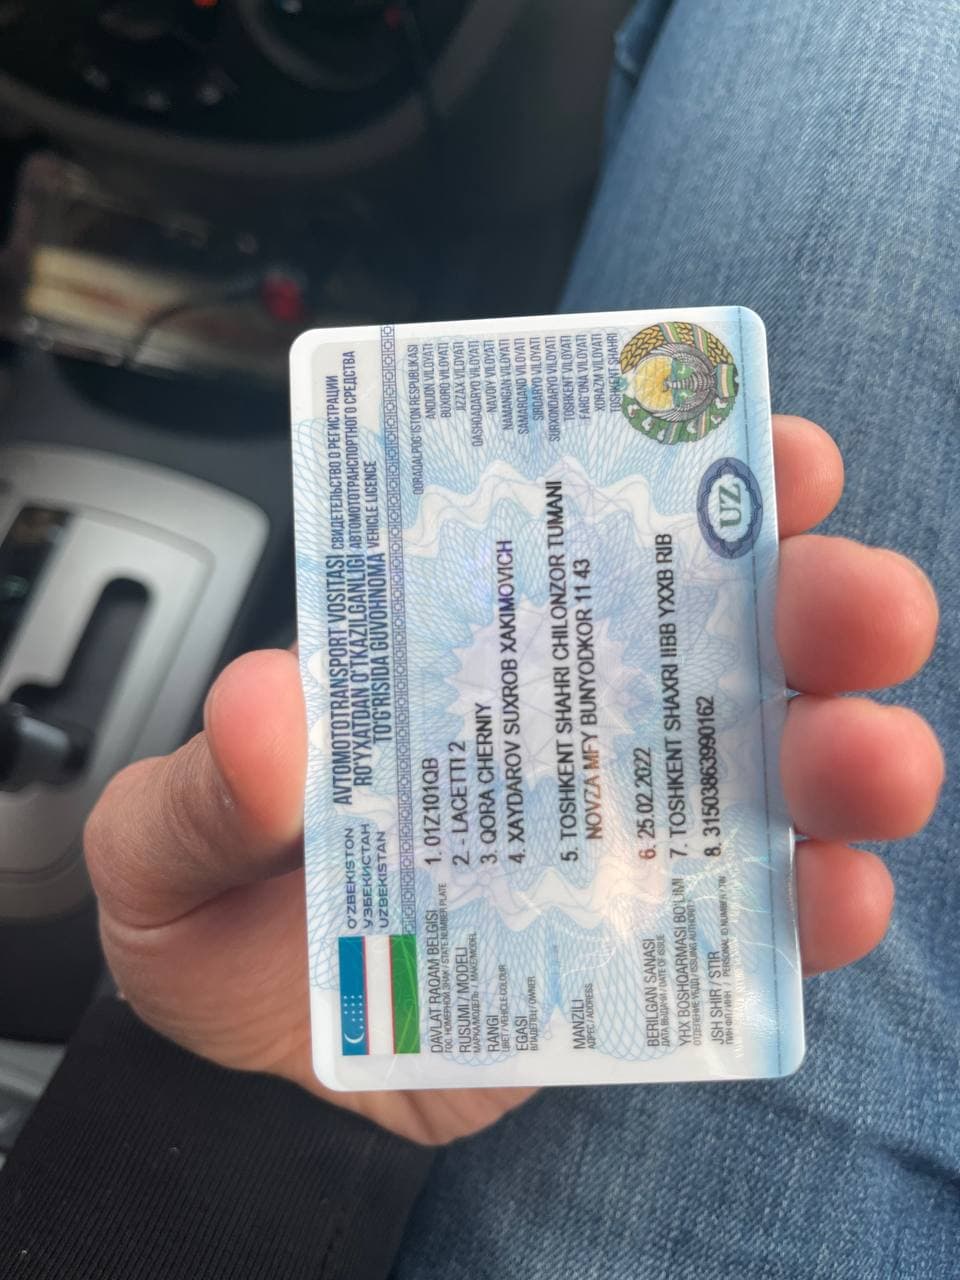 O'ZBEKISTON
УЗБЕКИСТАН
UZBEKISTAN
AVTOMOTOTRANSPORT VOSITASI
RO'YXATDAN O'TKAZILGANLIGI
TO'G'RISIDA GUVOHNOMA
СВИДЕТЕЛЬСТВО О РЕГИСТРАЦИИ
АВТОМОТОТРАНСПОРТНОГО СРЕДСТВА
VEHICLE LICENCE
DAVLAT RAQAM BELGISI 1. 01Z101QB
ГОС. НОМЕРНОЙ ЗНАК / STATE NUMBER PLATE
RUSUMI / MODELI 2. - LACETTI 2
МАРКА/МОДЕЛЬ / MAKE/MODEL
RANGI 3. QORA CHERNIY
ЦВЕТ / VEHICLE COLOUR
EGASI 4. XAYDAROV SUXROB XAKIMOVICH
ВЛАДЕЛЕЦ / OWNER
MANZILI 5. TOSHKENT SHAHRI CHILONZOR TUMANI
АДРЕС / ADRESS NOVZA MFY BUNYODKOR 11 43
BERILGAN SANASI 6. 25.02.2022
ДАТА ВЫДАЧИ / DATE OF ISSUE
YHX BOSHQARMASI BO'LIMI 7. TOSHKENT SHAXRI IIBB YXXB RIB
ОТДЕЛЕНИЕ УБДД / ISSUING AUTHORITY
JSH SHIR / STIR 8. 31503863990162
PERSONAL ID NUMBER / TIN
QORAQALPOG'ISTON RESPUBLIKASI
ANDIJON VILOYATI
BUXORO VILOYATI
JIZZAX VILOYATI
QASHQADARYO VILOYATI
NAVOIY VILOYATI
NAMANGAN VILOYATI
SAMARQAND VILOYATI
SIRDARYO VILOYATI
SURXONDARYO VILOYATI
TOSHKENT VILOYATI
FARG'ONA VILOYATI
XORAZM VILOYATI
TOSHKENT SHAHRI
UZ